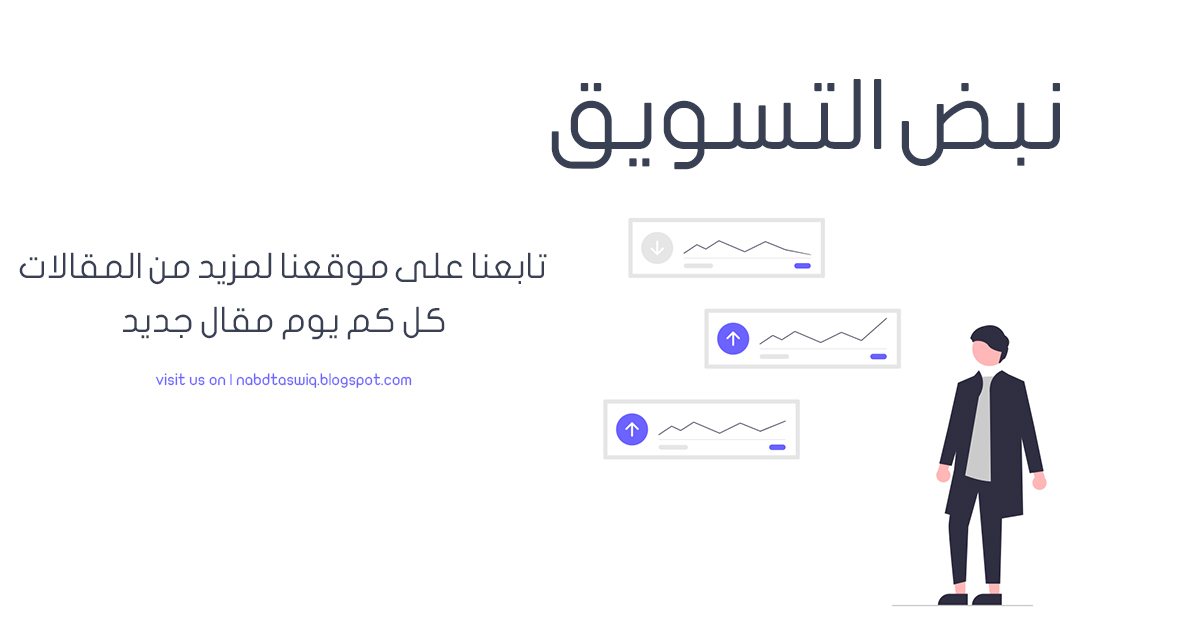 نبض التسويق
تابعنا على موقعنا لمزيد من المقالات
كل كم يوم مقال جديد
visit us on | nabdtaswiq.blogspot.com